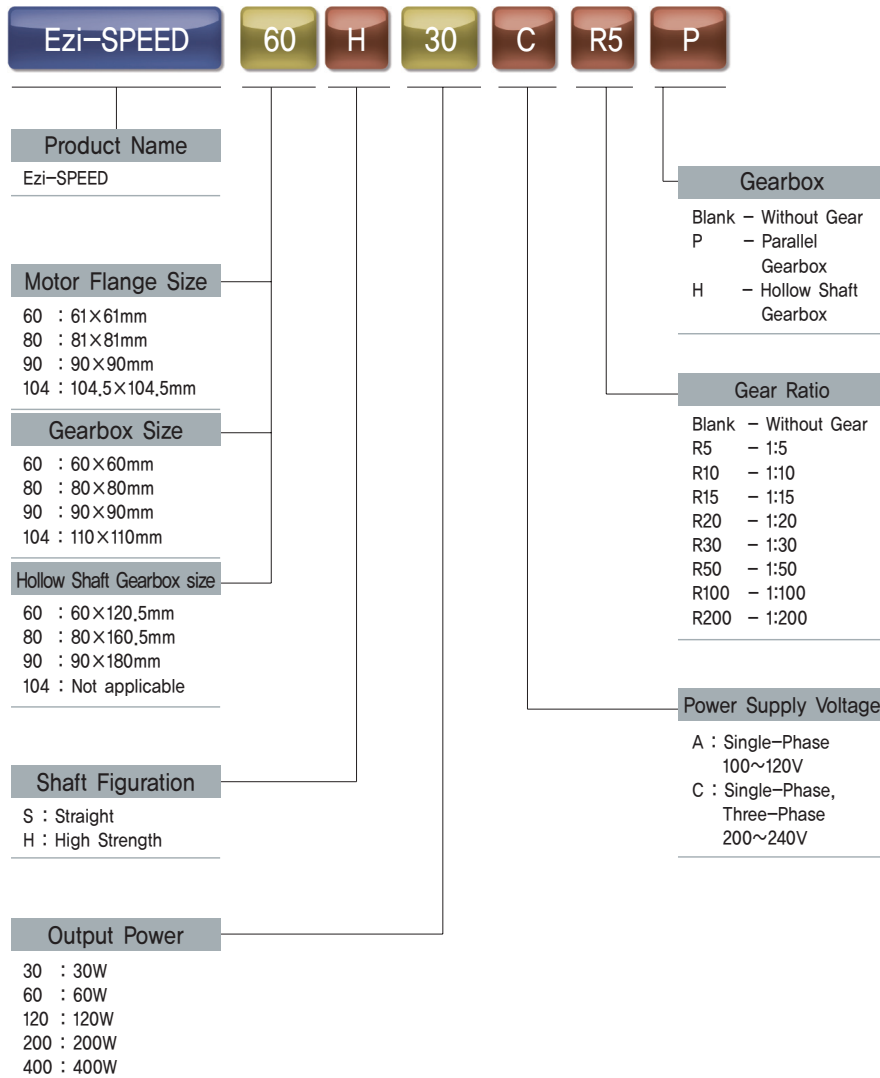 Ezi-SPEED 60 H 30 C R5 P
Product Name
Ezi-SPEED
Motor Flange Size
60 : 61×61mm
80 : 81×81mm
90 : 90×90mm
104 : 104.5×104.5mm
Gearbox Size
60 : 60×60mm
80 : 80×80mm
90 : 90×90mm
104 : 110×110mm
Hollow Shaft Gearbox size
60 : 60×120.5mm
80 : 80×160.5mm
90 : 90×180mm
104 : Not applicable
Shaft Figuration
S : Straight
H : High Strength
Output Power
30 : 30W
60 : 60W
120 : 120W
200 : 200W
400 : 400W
Gearbox
Blank - Without Gear
P - Parallel
Gearbox
H - Hollow Shaft
Gearbox
Gear Ratio
Blank - Without Gear
R5 - 1:5
R10 - 1:10
R15 - 1:15
R20 - 1:20
R30 - 1:30
R50 - 1:50
R100 - 1:100
R200 - 1:200
Power Supply Voltage
A : Single-Phase
100~120V
C : Single-Phase,
Three-Phase
200~240V